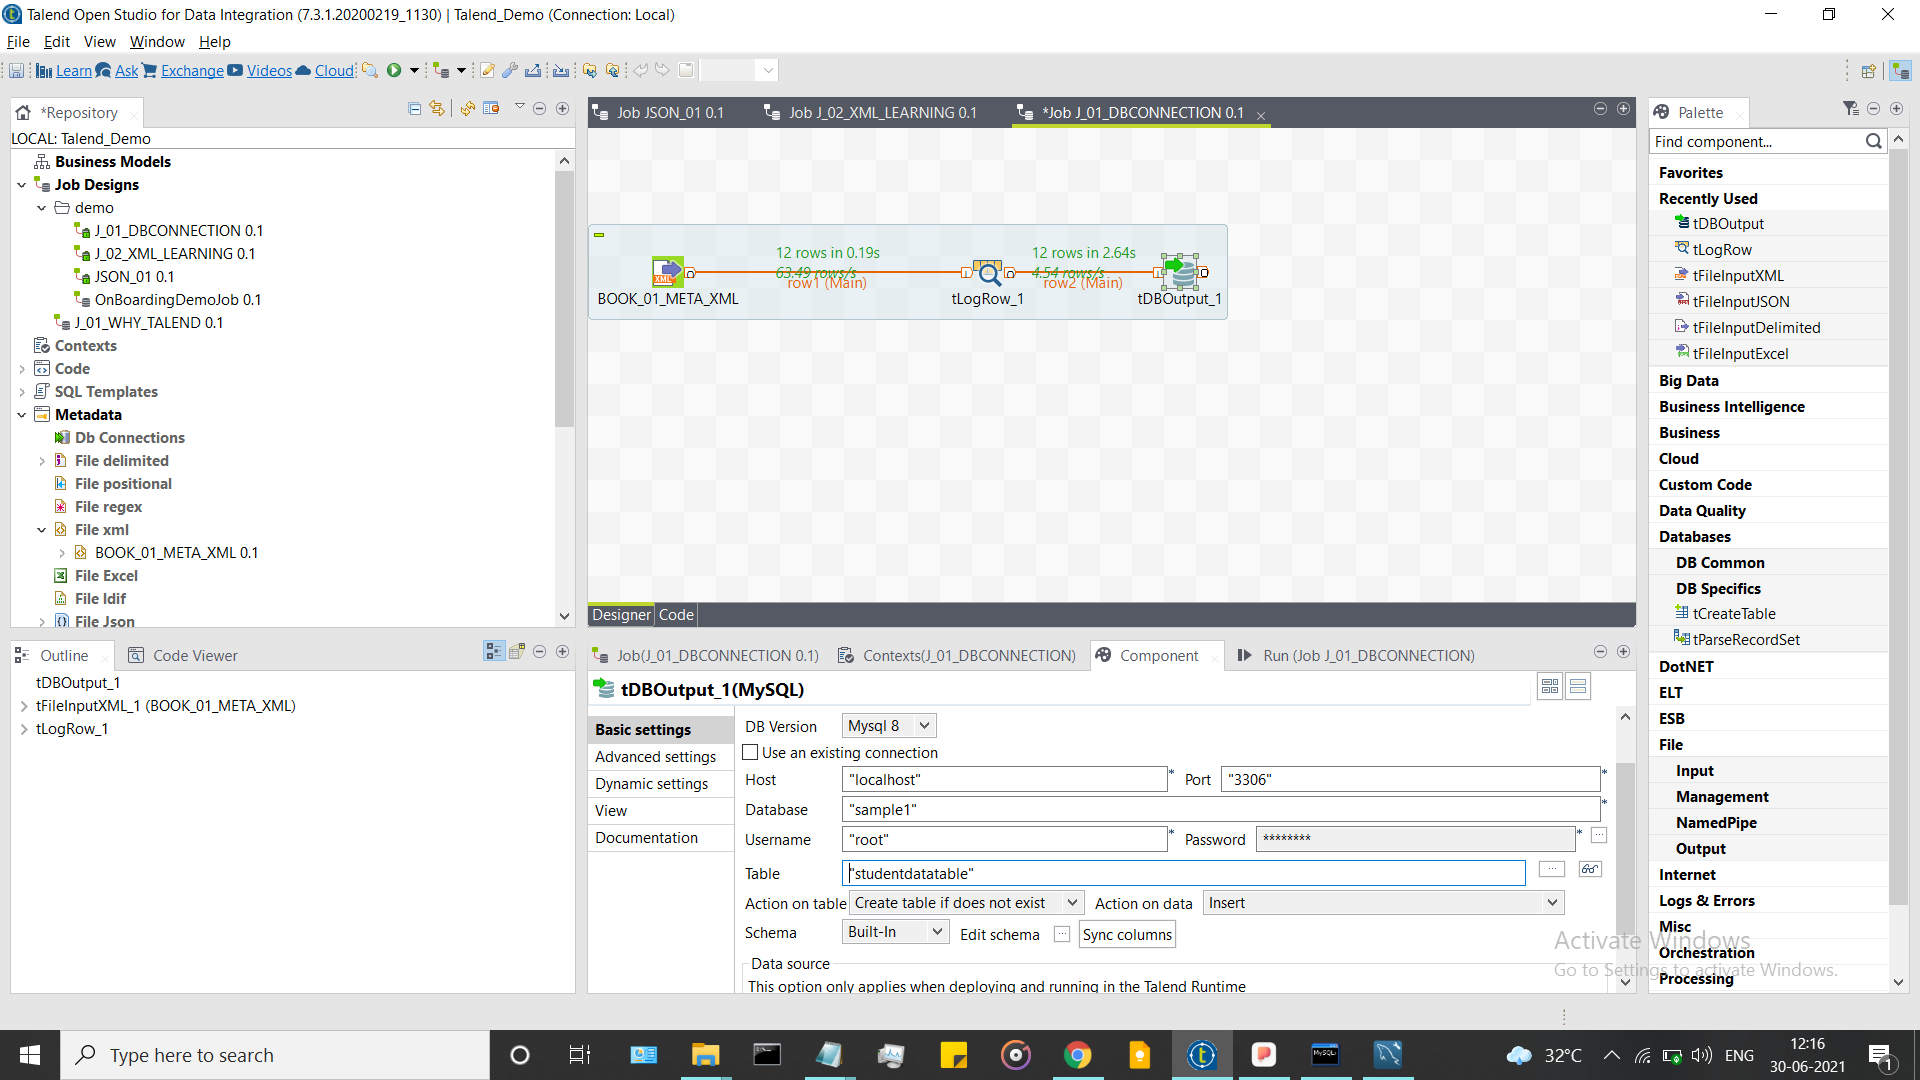 Talend Open Studio for Data Integration (7.3.1.20200219_1130) | Talend_Demo (Connection: Local)
File Edit View Window Help
Learn Ask Exchange Videos Cloud
*Repository
LOCAL: Talend_Demo
Business Models
Job Designs
demo
J_01_DBCONNECTION 0.1
J_02_XML_LEARNING 0.1
JSON_01 0.1
OnBoardingDemoJob 0.1
J_01_WHY_TALEND 0.1
Contexts
Code
SQL Templates
Metadata
Db Connections
File delimited
File positional
File regex
File xml
BOOK_01_META_XML 0.1
File Excel
File ldif
File Json
Outline Code Viewer
tDBOutput_1
tFileInputXML_1 (BOOK_01_META_XML)
tLogRow_1
Job JSON_01 0.1 Job J_02_XML_LEARNING 0.1 *Job J_01_DBCONNECTION 0.1
12 rows in 0.19s 12 rows in 2.64s
63.49 rows/s 4.54 rows/s
row1 (Main) row2 (Main)
BOOK_01_META_XML tLogRow_1 tDBOutput_1
Designer Code
Job(J_01_DBCONNECTION 0.1) Contexts(J_01_DBCONNECTION) Component Run (Job J_01_DBCONNECTION)
tDBOutput_1(MySQL)
Basic settings
Advanced settings
Dynamic settings
View
Documentation
DB Version Mysql 8
Use an existing connection
Host "localhost" * Port "3306" *
Database "sample1" *
Username "root" * Password ******** *
Table "studentdatatable"
Action on table Create table if does not exist Action on data Insert
Schema Built-In Edit schema Sync columns
Data source
This option only applies when deploying and running in the Talend Runtime
Palette
Find component...
Favorites
Recently Used
tDBOutput
tLogRow
tFileInputXML
tFileInputJSON
tFileInputDelimited
tFileInputExcel
Big Data
Business Intelligence
Business
Cloud
Custom Code
Data Quality
Databases
DB Common
DB Specifics
tCreateTable
tParseRecordSet
DotNET
ELT
ESB
File
Input
Management
NamedPipe
Output
Internet
Logs & Errors
Misc
Orchestration
Processing
Activate Windows
Go to Settings to activate Windows.
Type here to search
32°C ENG
12:16
30-06-2021
1